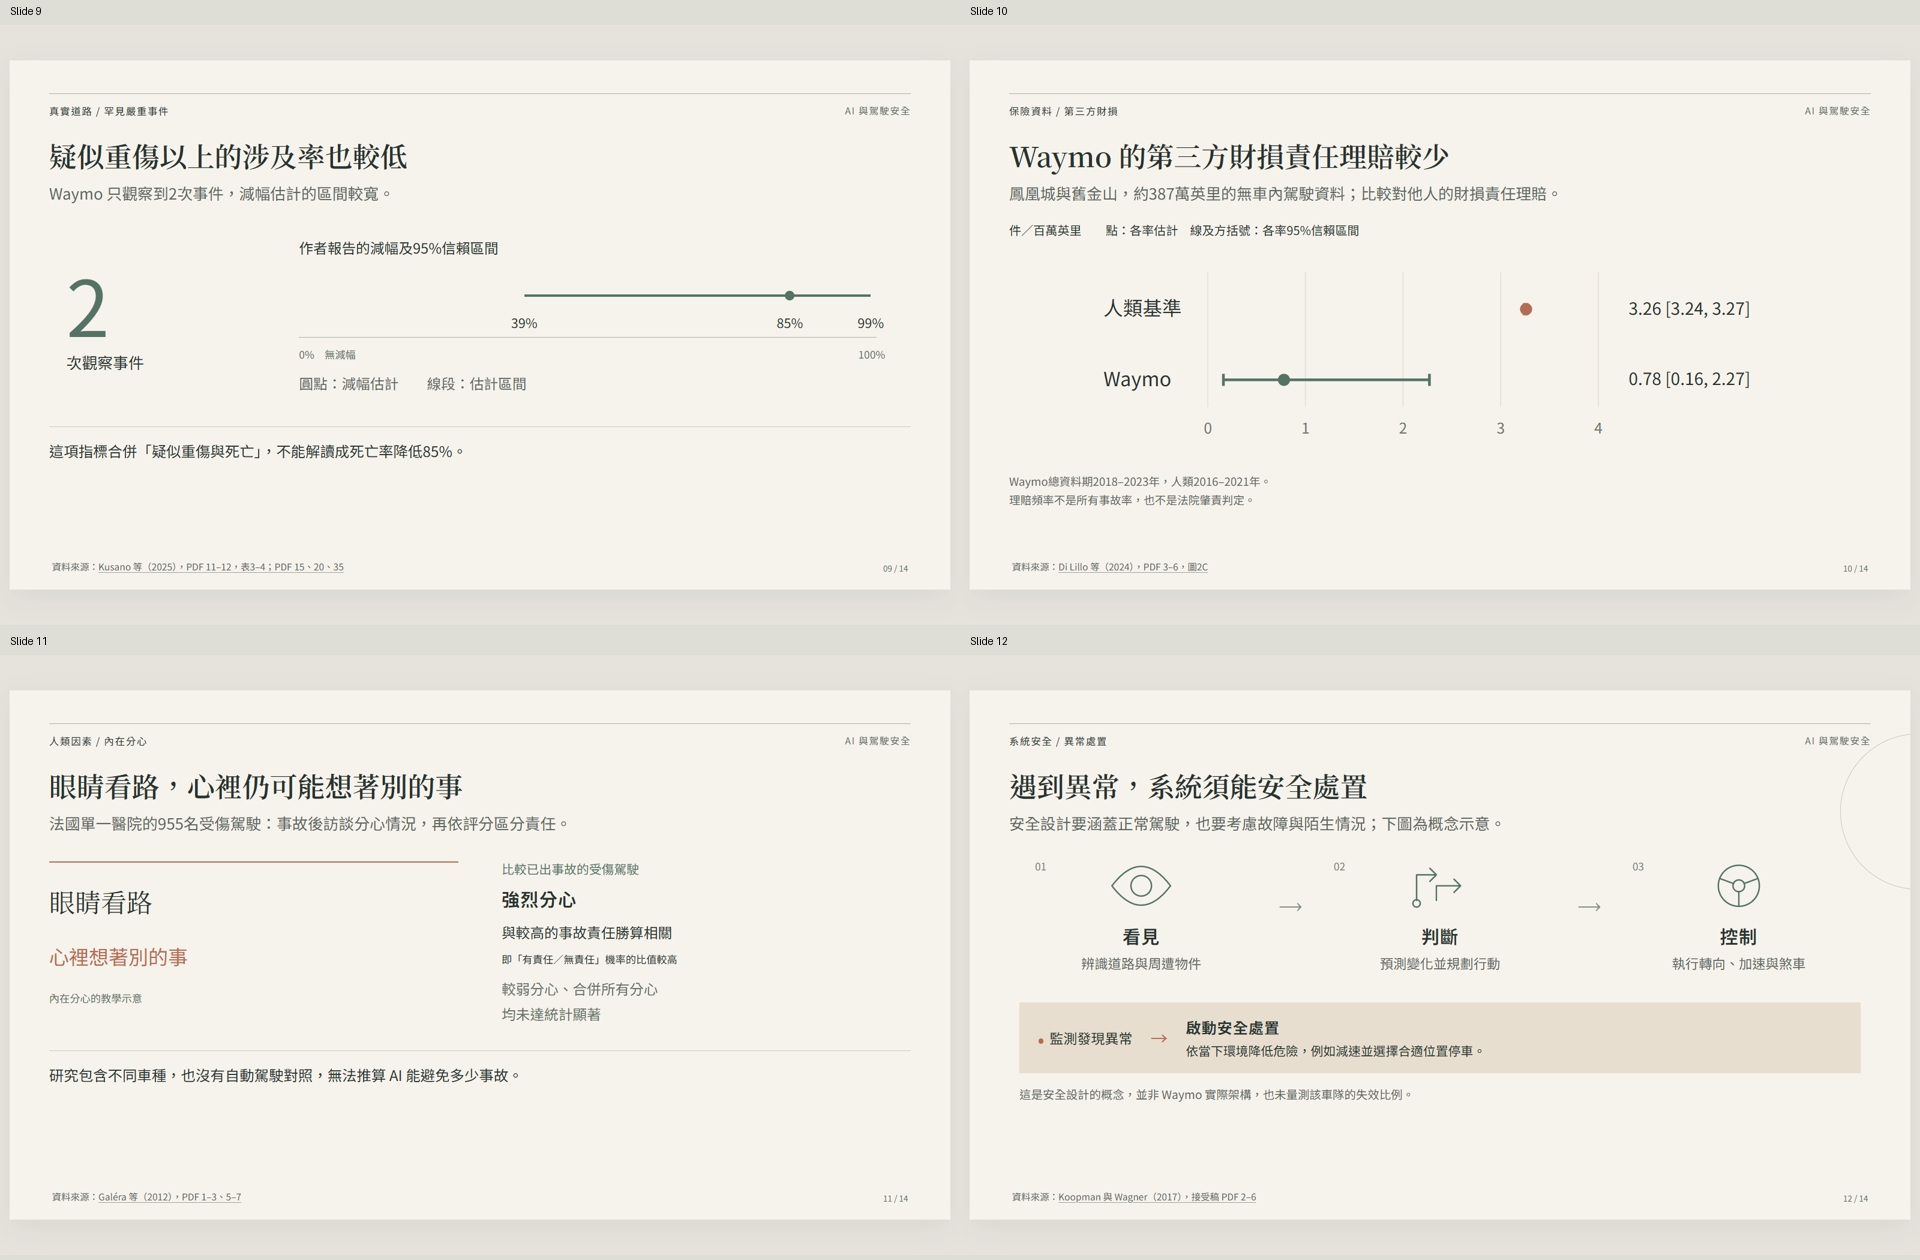 Slide 9
真實道路 / 罕見嚴重事件
AI 與駕駛安全
疑似重傷以上的涉及率也較低
Waymo 只觀察到2次事件，減幅估計的區間較寬。
作者報告的減幅及95%信賴區間
2
次觀察事件
39%
85%
99%
0% 無減幅
100%
圓點：減幅估計 線段：估計區間
這項指標合併「疑似重傷與死亡」，不能解讀成死亡率降低85%。
資料來源：Kusano 等（2025），PDF 11–12，表3–4；PDF 15、20、35
09 / 14
Slide 10
保險資料 / 第三方財損
AI 與駕駛安全
Waymo 的第三方財損責任理賠較少
鳳凰城與舊金山，約387萬英里的無車內駕駛資料；比較對他人的財損責任理賠。
件／百萬英里 點：各率估計 線及方括號：各率95%信賴區間
人類基準
3.26 [3.24, 3.27]
Waymo
0.78 [0.16, 2.27]
0
1
2
3
4
Waymo總資料期2018–2023年，人類2016–2021年。
理賠頻率不是所有事故率，也不是法院肇責判定。
資料來源：Di Lillo 等（2024），PDF 3–6，圖2C
10 / 14
Slide 11
人類因素 / 內在分心
AI 與駕駛安全
眼睛看路，心裡仍可能想著別的事
法國單一醫院的955名受傷駕駛：事故後訪談分心情況，再依評分區分責任。
眼睛看路
心裡想著別的事
內在分心的教學示意
比較已出事故的受傷駕駛
強烈分心
與較高的事故責任勝算相關
即「有責任／無責任」機率的比值較高
較弱分心、合併所有分心
均未達統計顯著
研究包含不同車種，也沒有自動駕駛對照，無法推算 AI 能避免多少事故。
資料來源：Galéra 等（2012），PDF 1–3、5–7
11 / 14
Slide 12
系統安全 / 異常處置
AI 與駕駛安全
遇到異常，系統須能安全處置
安全設計要涵蓋正常駕駛，也要考慮故障與陌生情況；下圖為概念示意。
01
看見
辨識道路與周遭物件
→
02
判斷
預測變化並規劃行動
→
03
控制
執行轉向、加速與煞車
• 監測發現異常
→
啟動安全處置
依當下環境降低危險，例如減速並選擇合適位置停車。
這是安全設計的概念，並非 Waymo 實際架構，也未量測該車隊的失效比例。
資料來源：Koopman 與 Wagner（2017），接受稿 PDF 2–6
12 / 14